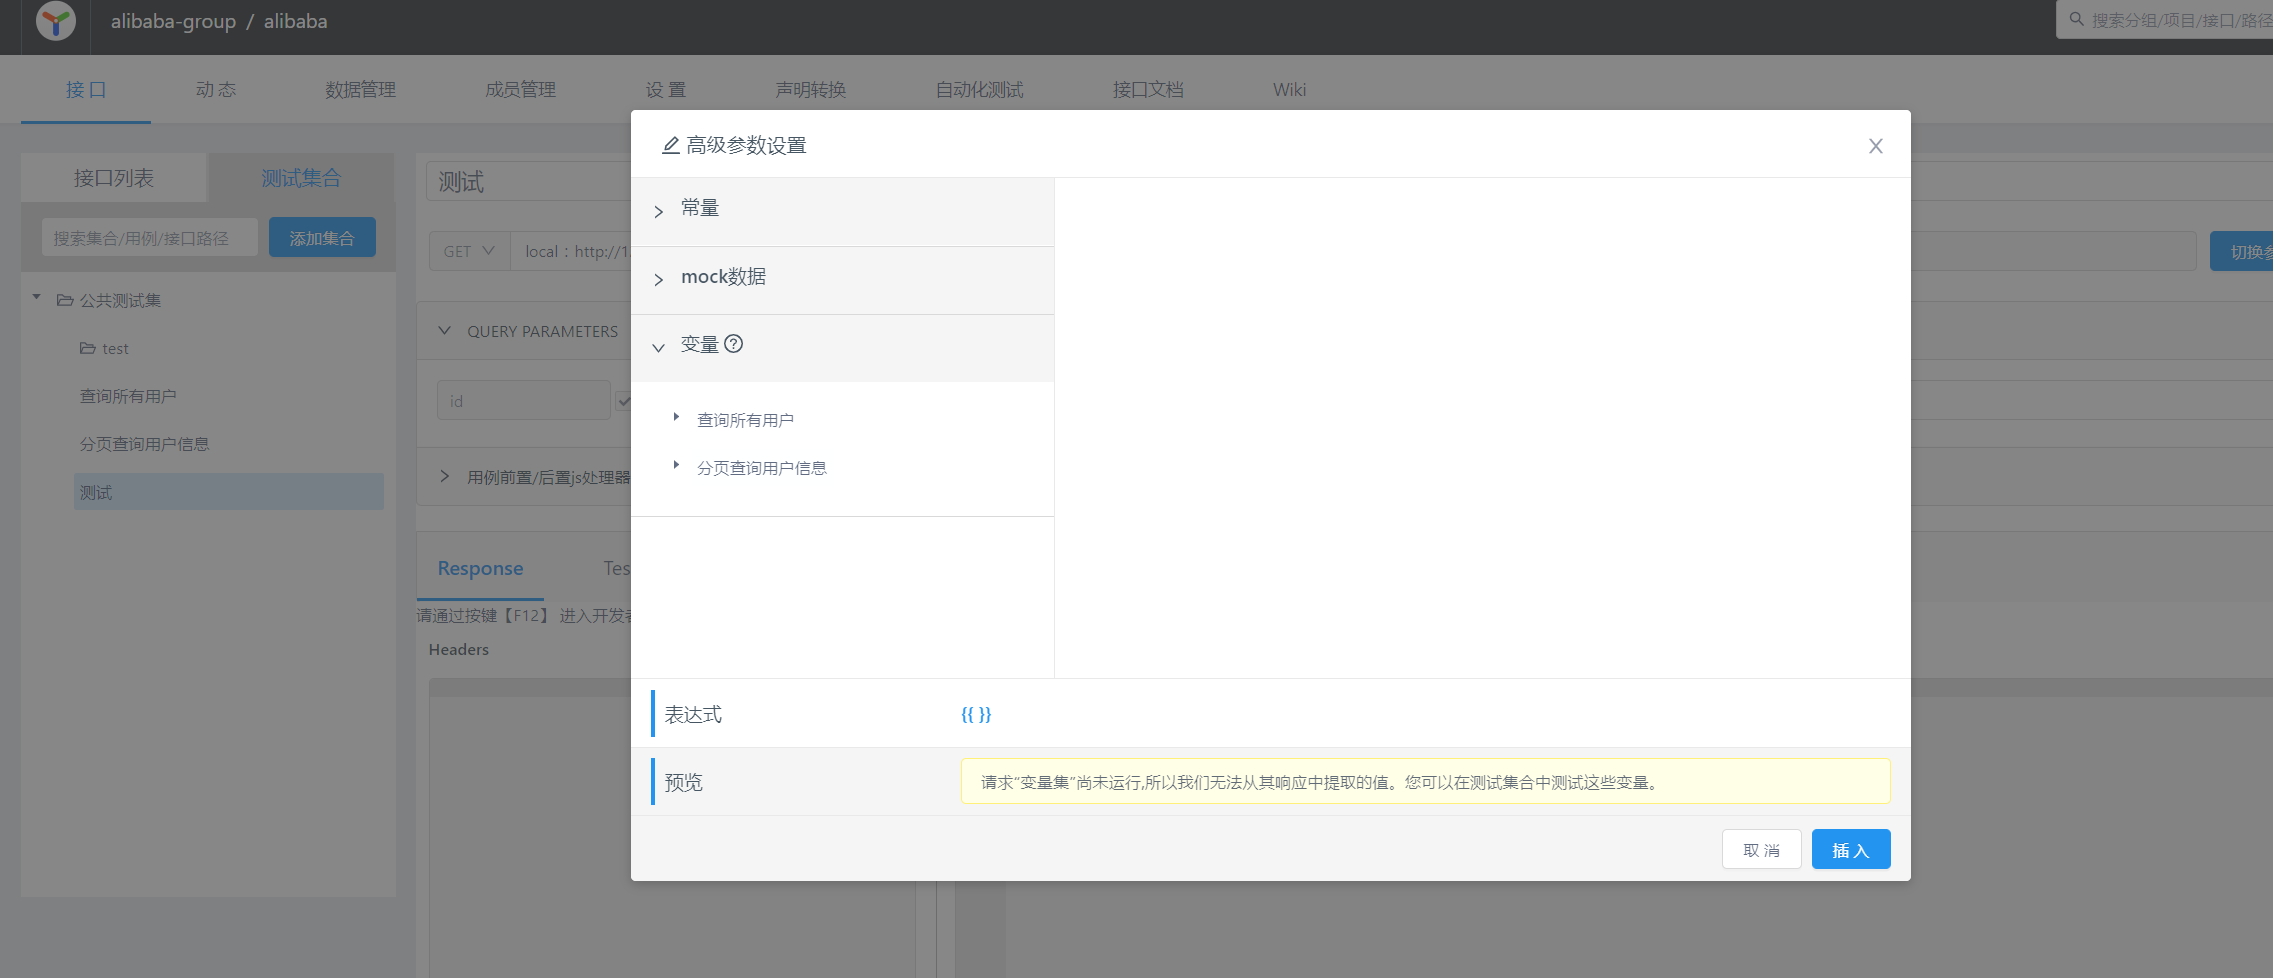 alibaba-group / alibaba
搜索分组/项目/接口/路径
接 口
动 态
数据管理
成员管理
设 置
声明转换
自动化测试
接口文档
Wiki
接口列表
测试集合
搜索集合/用例/接口路径
添加集合
公共测试集
test
查询所有用户
分页查询用户信息
测试
测试
GET
local：http://1
切换参
QUERY PARAMETERS
id
用例前置/后置js处理器
Response
Tes
请通过按键【F12】 进入开发者
Headers
高级参数设置
X
常量
mock数据
变量
查询所有用户
分页查询用户信息
表达式
{{ }}
预览
请求“变量集”尚未运行,所以我们无法从其响应中提取的值。您可以在测试集合中测试这些变量。
取 消
插 入